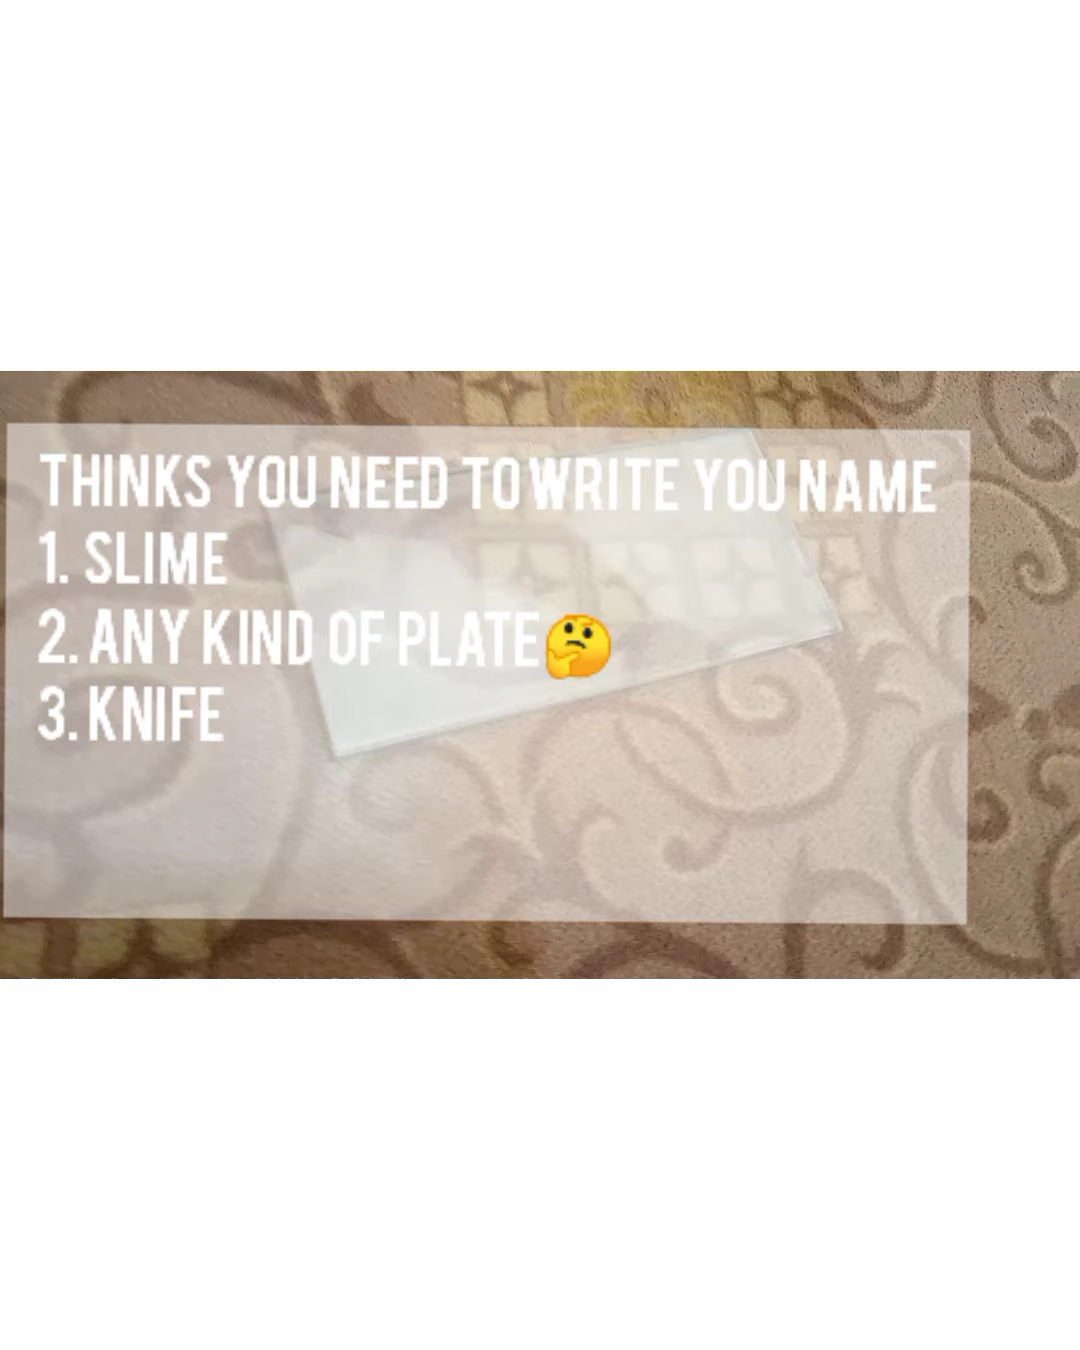 THINKS YOU NEED TO WRITE YOU NAME
1. SLIME
2. ANY KIND OF PLATE🤔
3. KNIFE